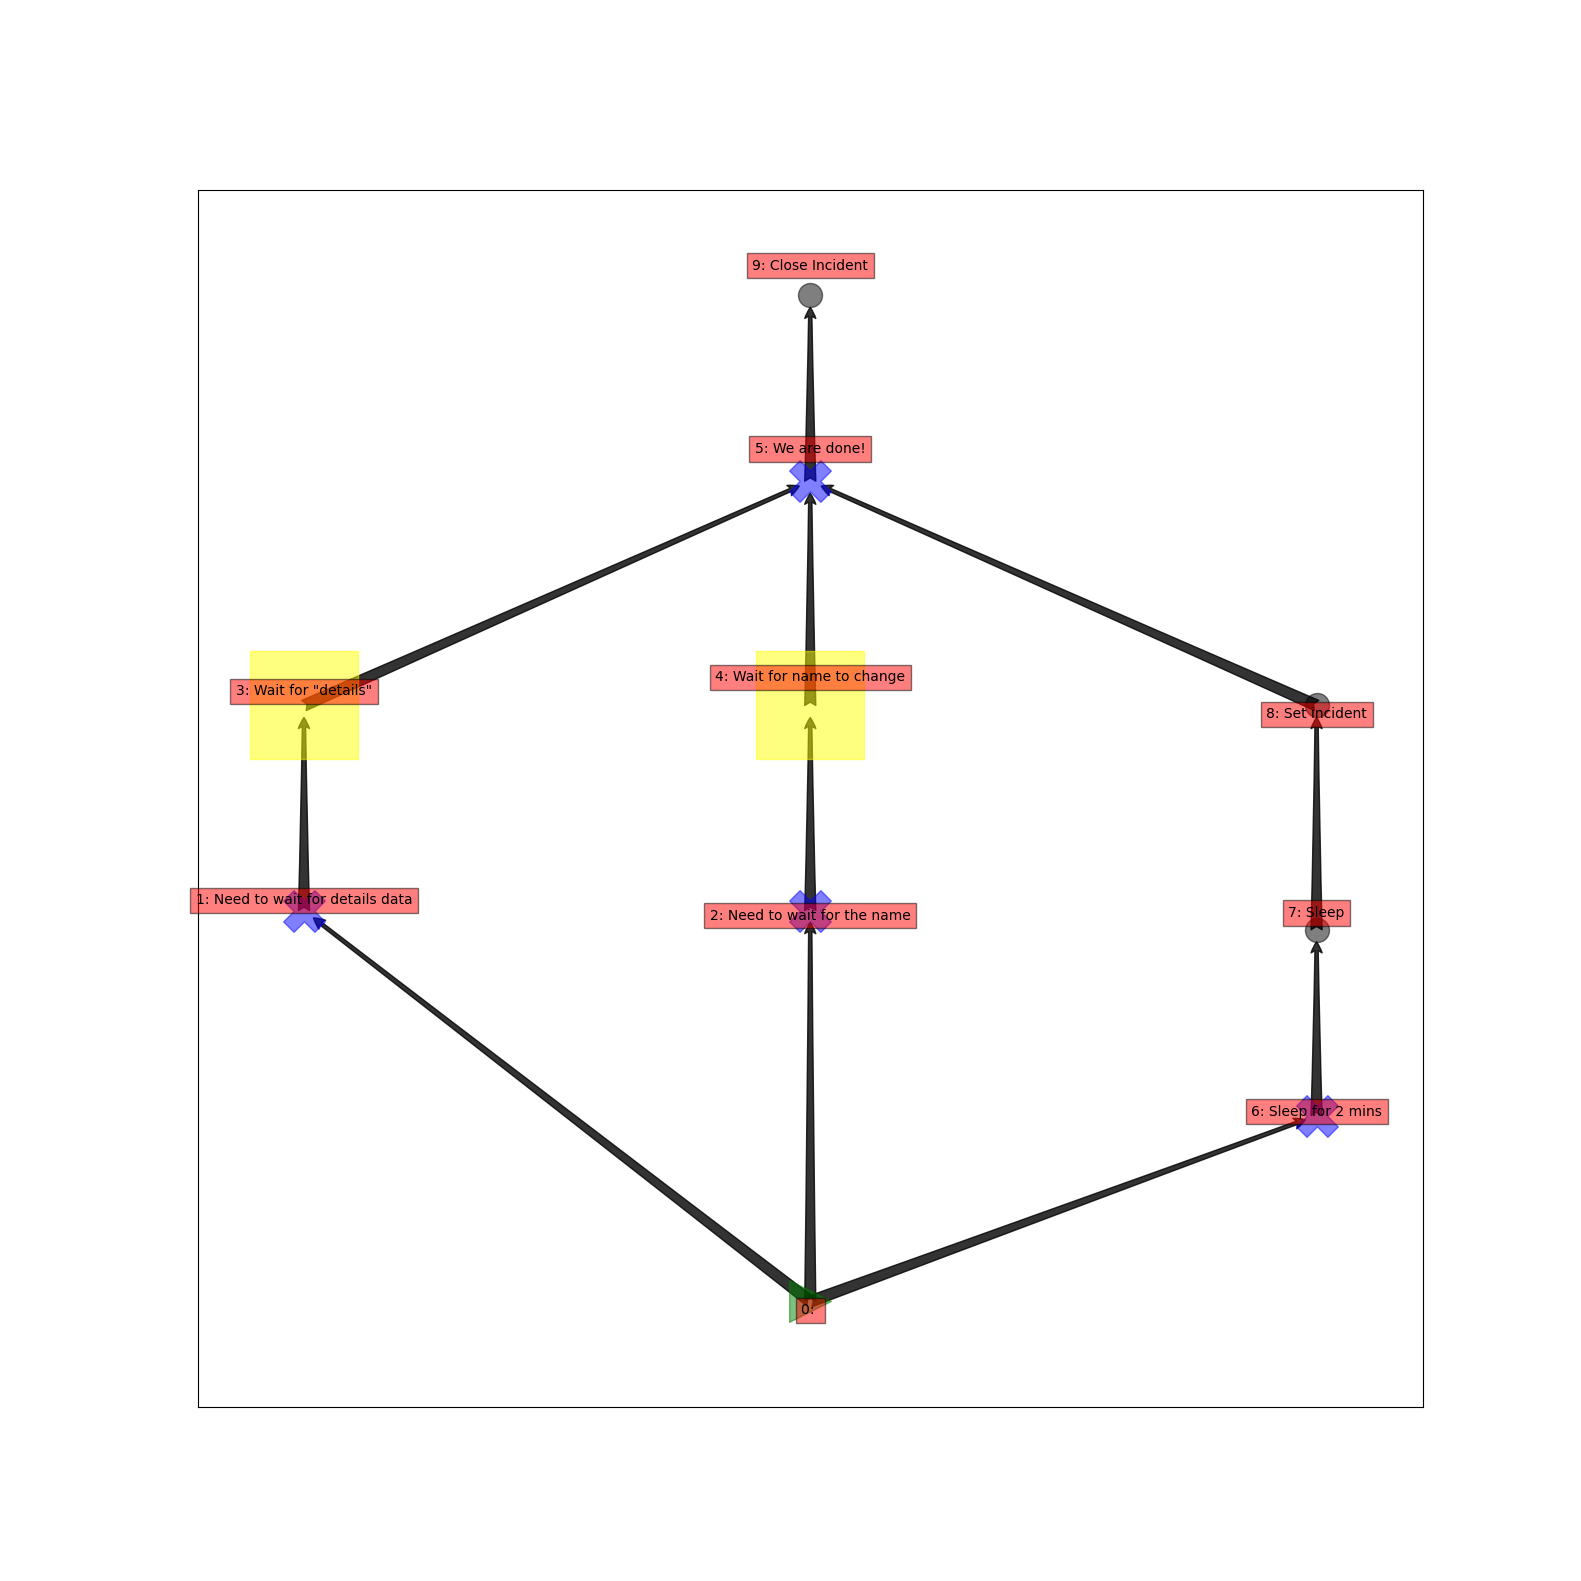 9: Close Incident
5: We are done!
4: Wait for name to change
3: Wait for "details"
8: Set incident
1: Need to wait for details data
7: Sleep
2: Need to wait for the name
6: Sleep for 2 mins
0: